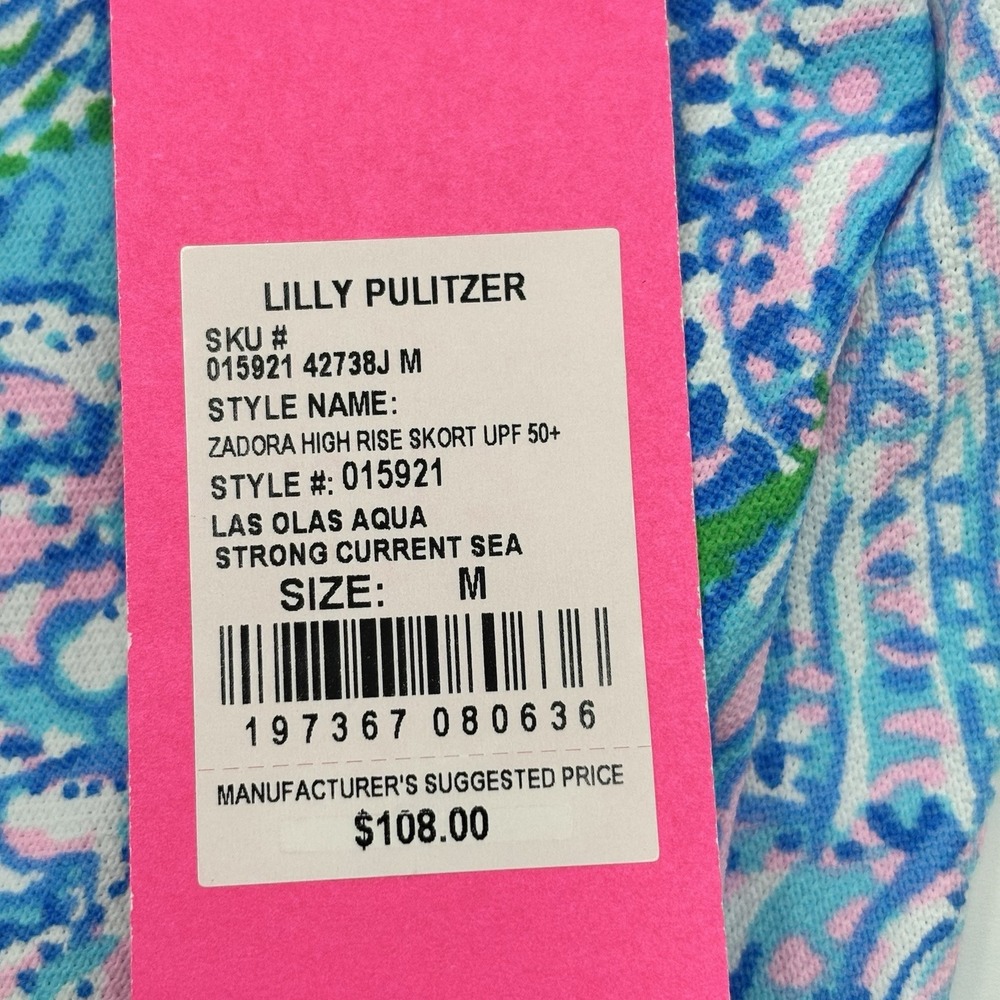 LILLY PULITZER
SKU #
015921 42738J M
STYLE NAME:
ZADORA HIGH RISE SKORT UPF 50+
STYLE #: 015921
LAS OLAS AQUA
STRONG CURRENT SEA
SIZE: M
197367 080636
MANUFACTURER'S SUGGESTED PRICE
$108.00